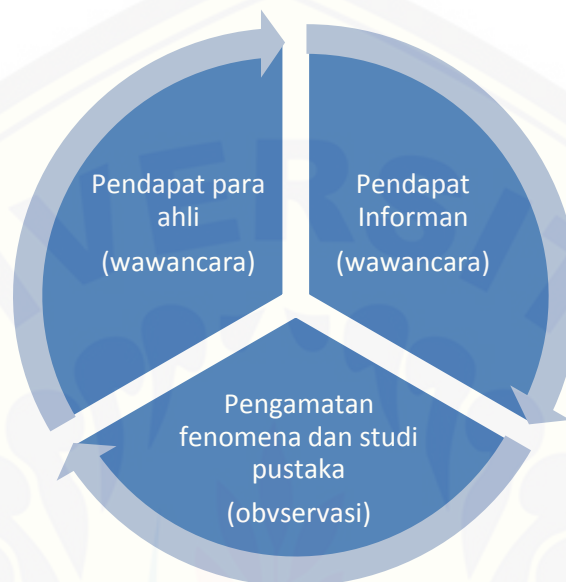 Pendapat para
ahli
(wawancara)
Pendapat
Informan
(wawancara)
Pengamatan
fenomena dan studi
pustaka
(obvservasi)